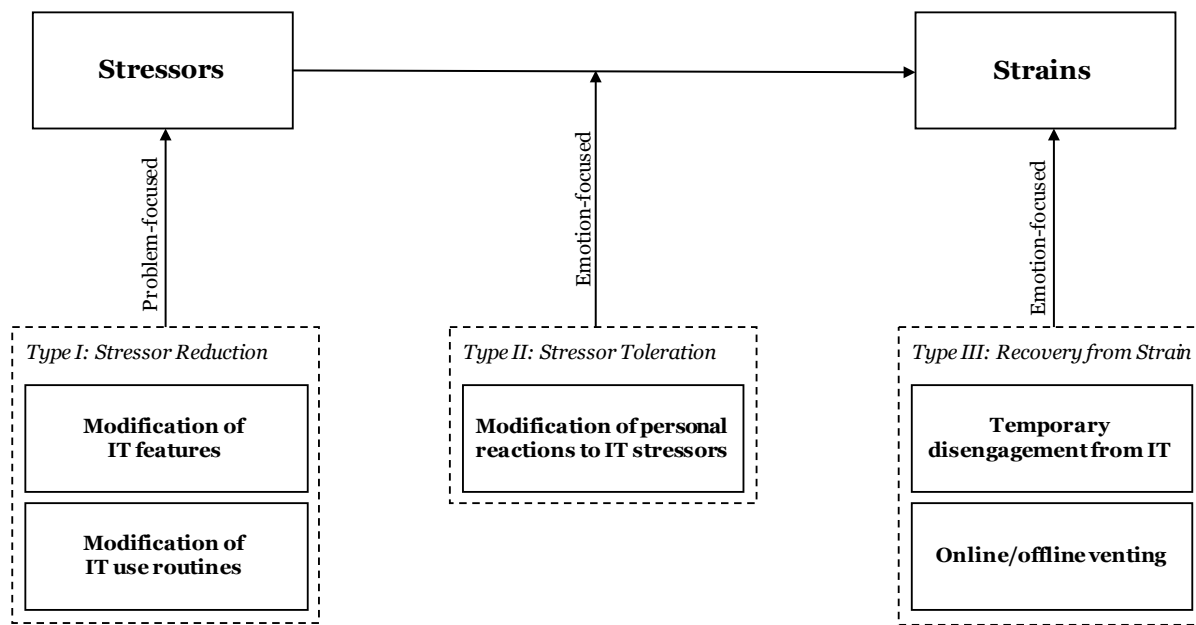 Stressors
Strains
Problem-focused
Emotion-focused
Emotion-focused
Type I: Stressor Reduction
Modification of
IT features
Modification of
IT use routines
Type II: Stressor Toleration
Modification of personal
reactions to IT stressors
Type III: Recovery from Strain
Temporary
disengagement from IT
Online/offline venting